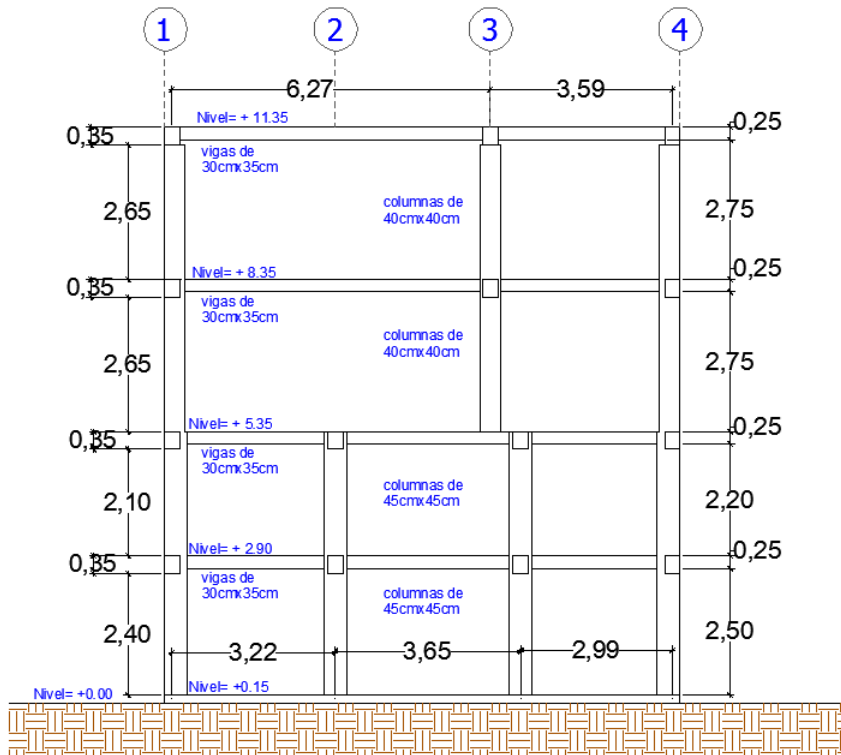 1 2 3 4
6,27 3,59
Nivel= + 11.35
0,35 0,25
vigas de
30cmx35cm
columnas de
40cmx40cm
2,65 2,75
Nivel= + 8.35
0,35 0,25
vigas de
30cmx35cm
columnas de
40cmx40cm
2,65 2,75
Nivel= + 5.35
0,35 0,25
vigas de
30cmx35cm
columnas de
45cmx45cm
2,10 2,20
Nivel= + 2.90
0,35 0,25
vigas de
30cmx35cm
columnas de
45cmx45cm
2,40 2,50
3,22 3,65 2,99
Nivel= +0.00 Nivel= +0.15